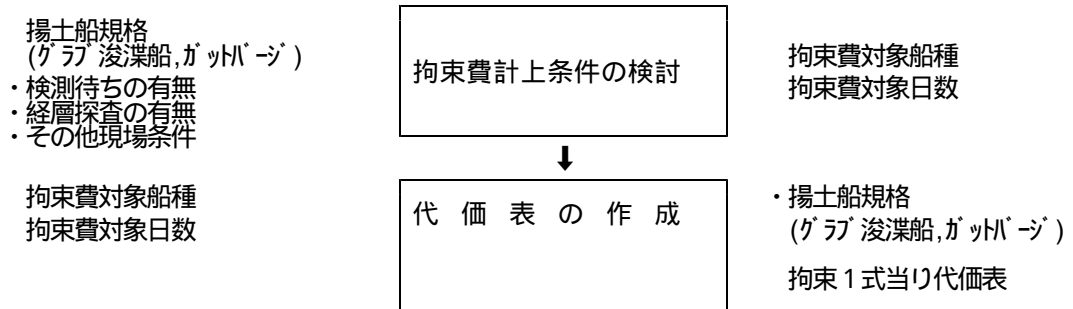 揚土船規格
(ｸﾞﾗﾌﾞ浚渫船,ｶﾞｯﾄﾊﾞｰｼﾞ)
・検測待ちの有無
・経層探査の有無
・その他現場条件
拘束費計上条件の検討
拘束費対象船種
拘束費対象日数
⬇
拘束費対象船種
拘束費対象日数
代 価 表 の 作 成
・揚土船規格
(ｸﾞﾗﾌﾞ浚渫船,ｶﾞｯﾄﾊﾞｰｼﾞ)
拘束１式当り代価表